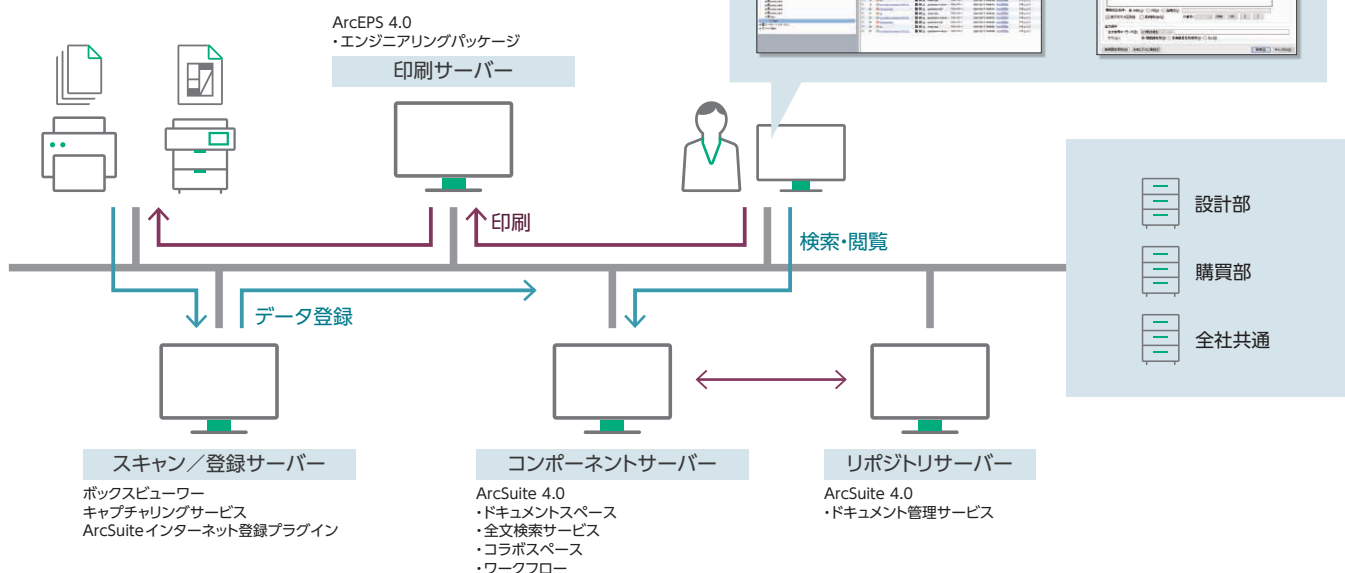 ArcEPS 4.0
・エンジニアリングパッケージ
印刷サーバー
印刷
検索・閲覧
データ登録
設計部
購買部
全社共通
スキャン／登録サーバー
ボックスビューワー
キャプチャリングサービス
ArcSuiteインターネット登録プラグイン
コンポーネントサーバー
ArcSuite 4.0
・ドキュメントスペース
・全文検索サービス
・コラボスペース
・ワークフロー
リポジトリサーバー
ArcSuite 4.0
・ドキュメント管理サービス